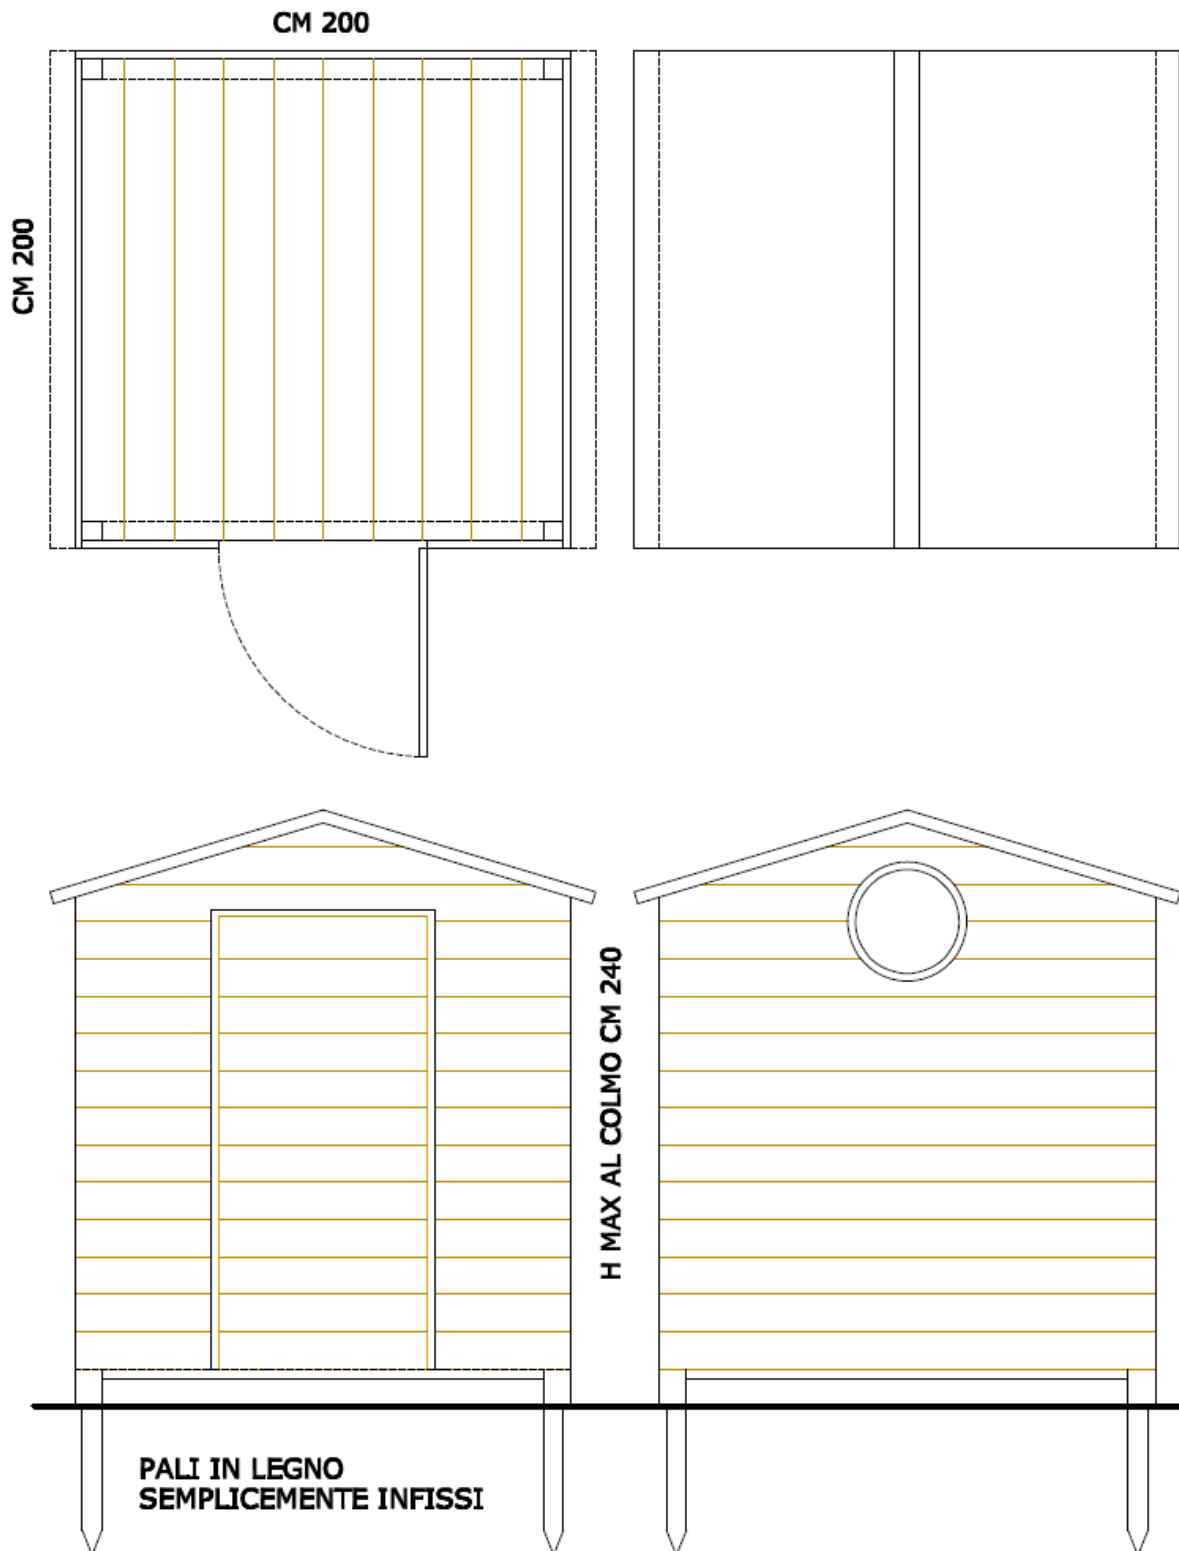 CM 200
CM 200
H MAX AL COLMO CM 240
PALI IN LEGNO
SEMPLICEMENTE INFISSI